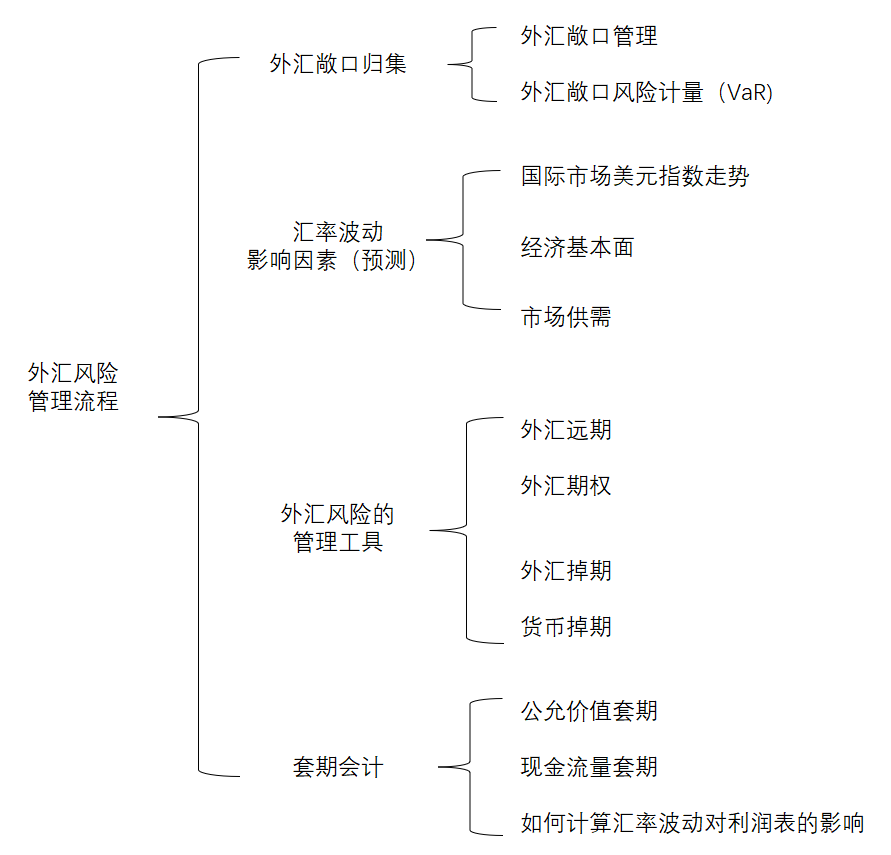 外汇风险
管理流程
外汇敞口归集
外汇敞口管理
外汇敞口风险计量（VaR)
汇率波动
影响因素（预测）
国际市场美元指数走势
经济基本面
市场供需
外汇风险的
管理工具
外汇远期
外汇期权
外汇掉期
货币掉期
套期会计
公允价值套期
现金流量套期
如何计算汇率波动对利润表的影响